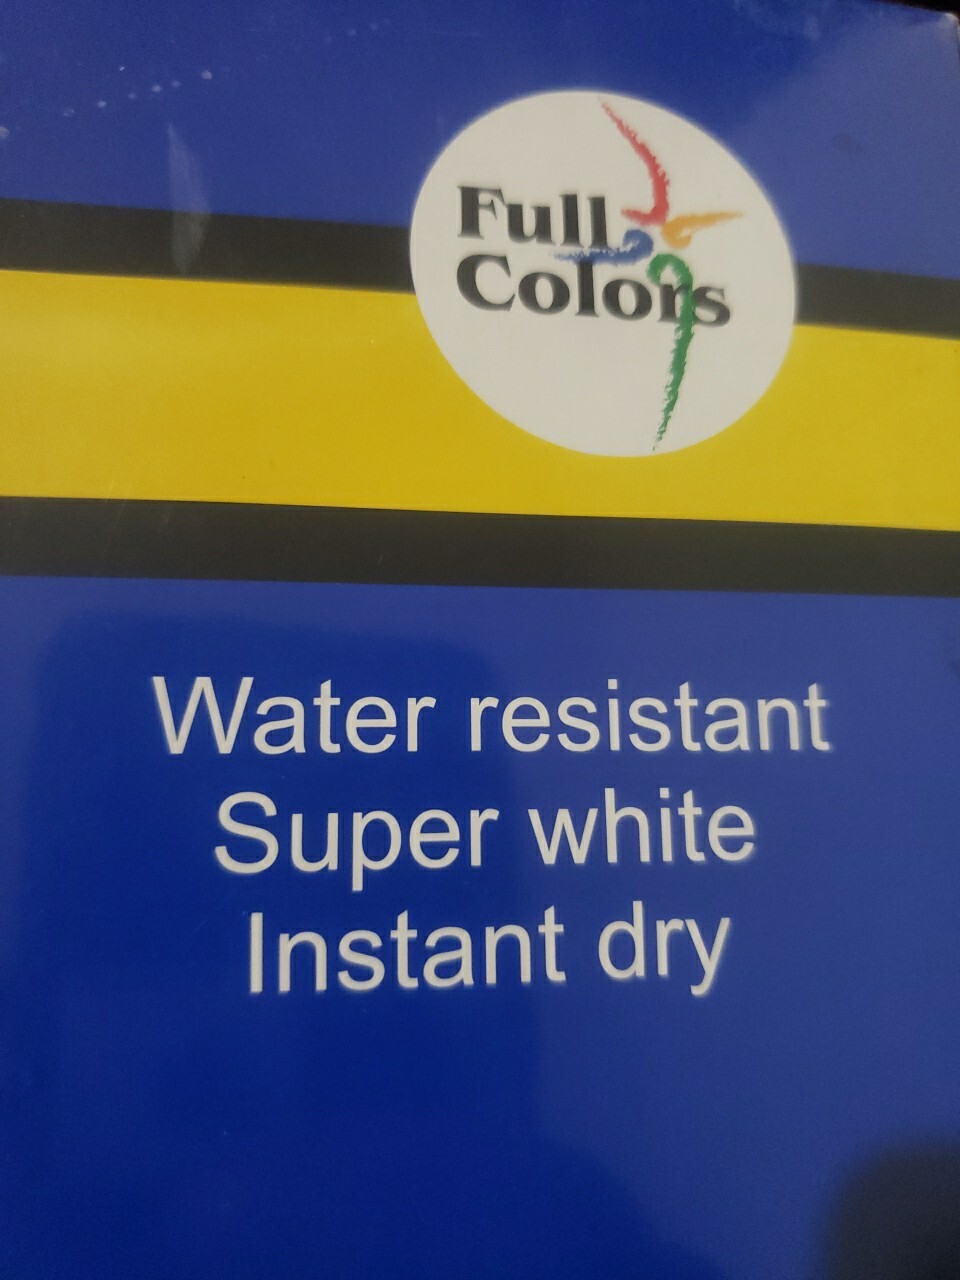 Full
Colors
Water resistant
Super white
Instant dry